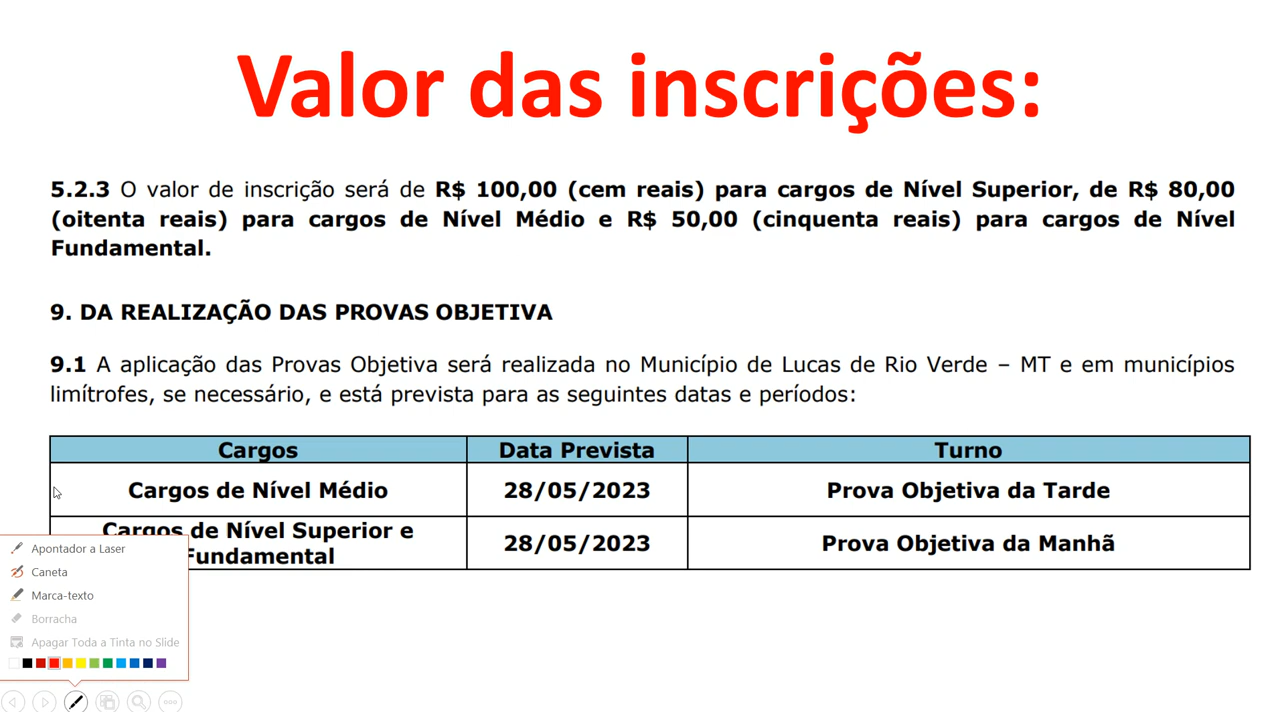 Valor das inscrições:
5.2.3 O valor de inscrição será de R$ 100,00 (cem reais) para cargos de Nível Superior, de R$ 80,00
(oitenta reais) para cargos de Nível Médio e R$ 50,00 (cinquenta reais) para cargos de Nível
Fundamental.
9. DA REALIZAÇÃO DAS PROVAS OBJETIVA
9.1 A aplicação das Provas Objetiva será realizada no Município de Lucas de Rio Verde – MT e em municípios
limítrofes, se necessário, e está prevista para as seguintes datas e períodos:
Cargos Data Prevista Turno
Cargos de Nível Médio 28/05/2023 Prova Objetiva da Tarde
Cargos de Nível Superior e
Fundamental 28/05/2023 Prova Objetiva da Manhã
Apontador a Laser
Caneta
Marca-texto
Borracha
Apagar Toda a Tinta no Slide